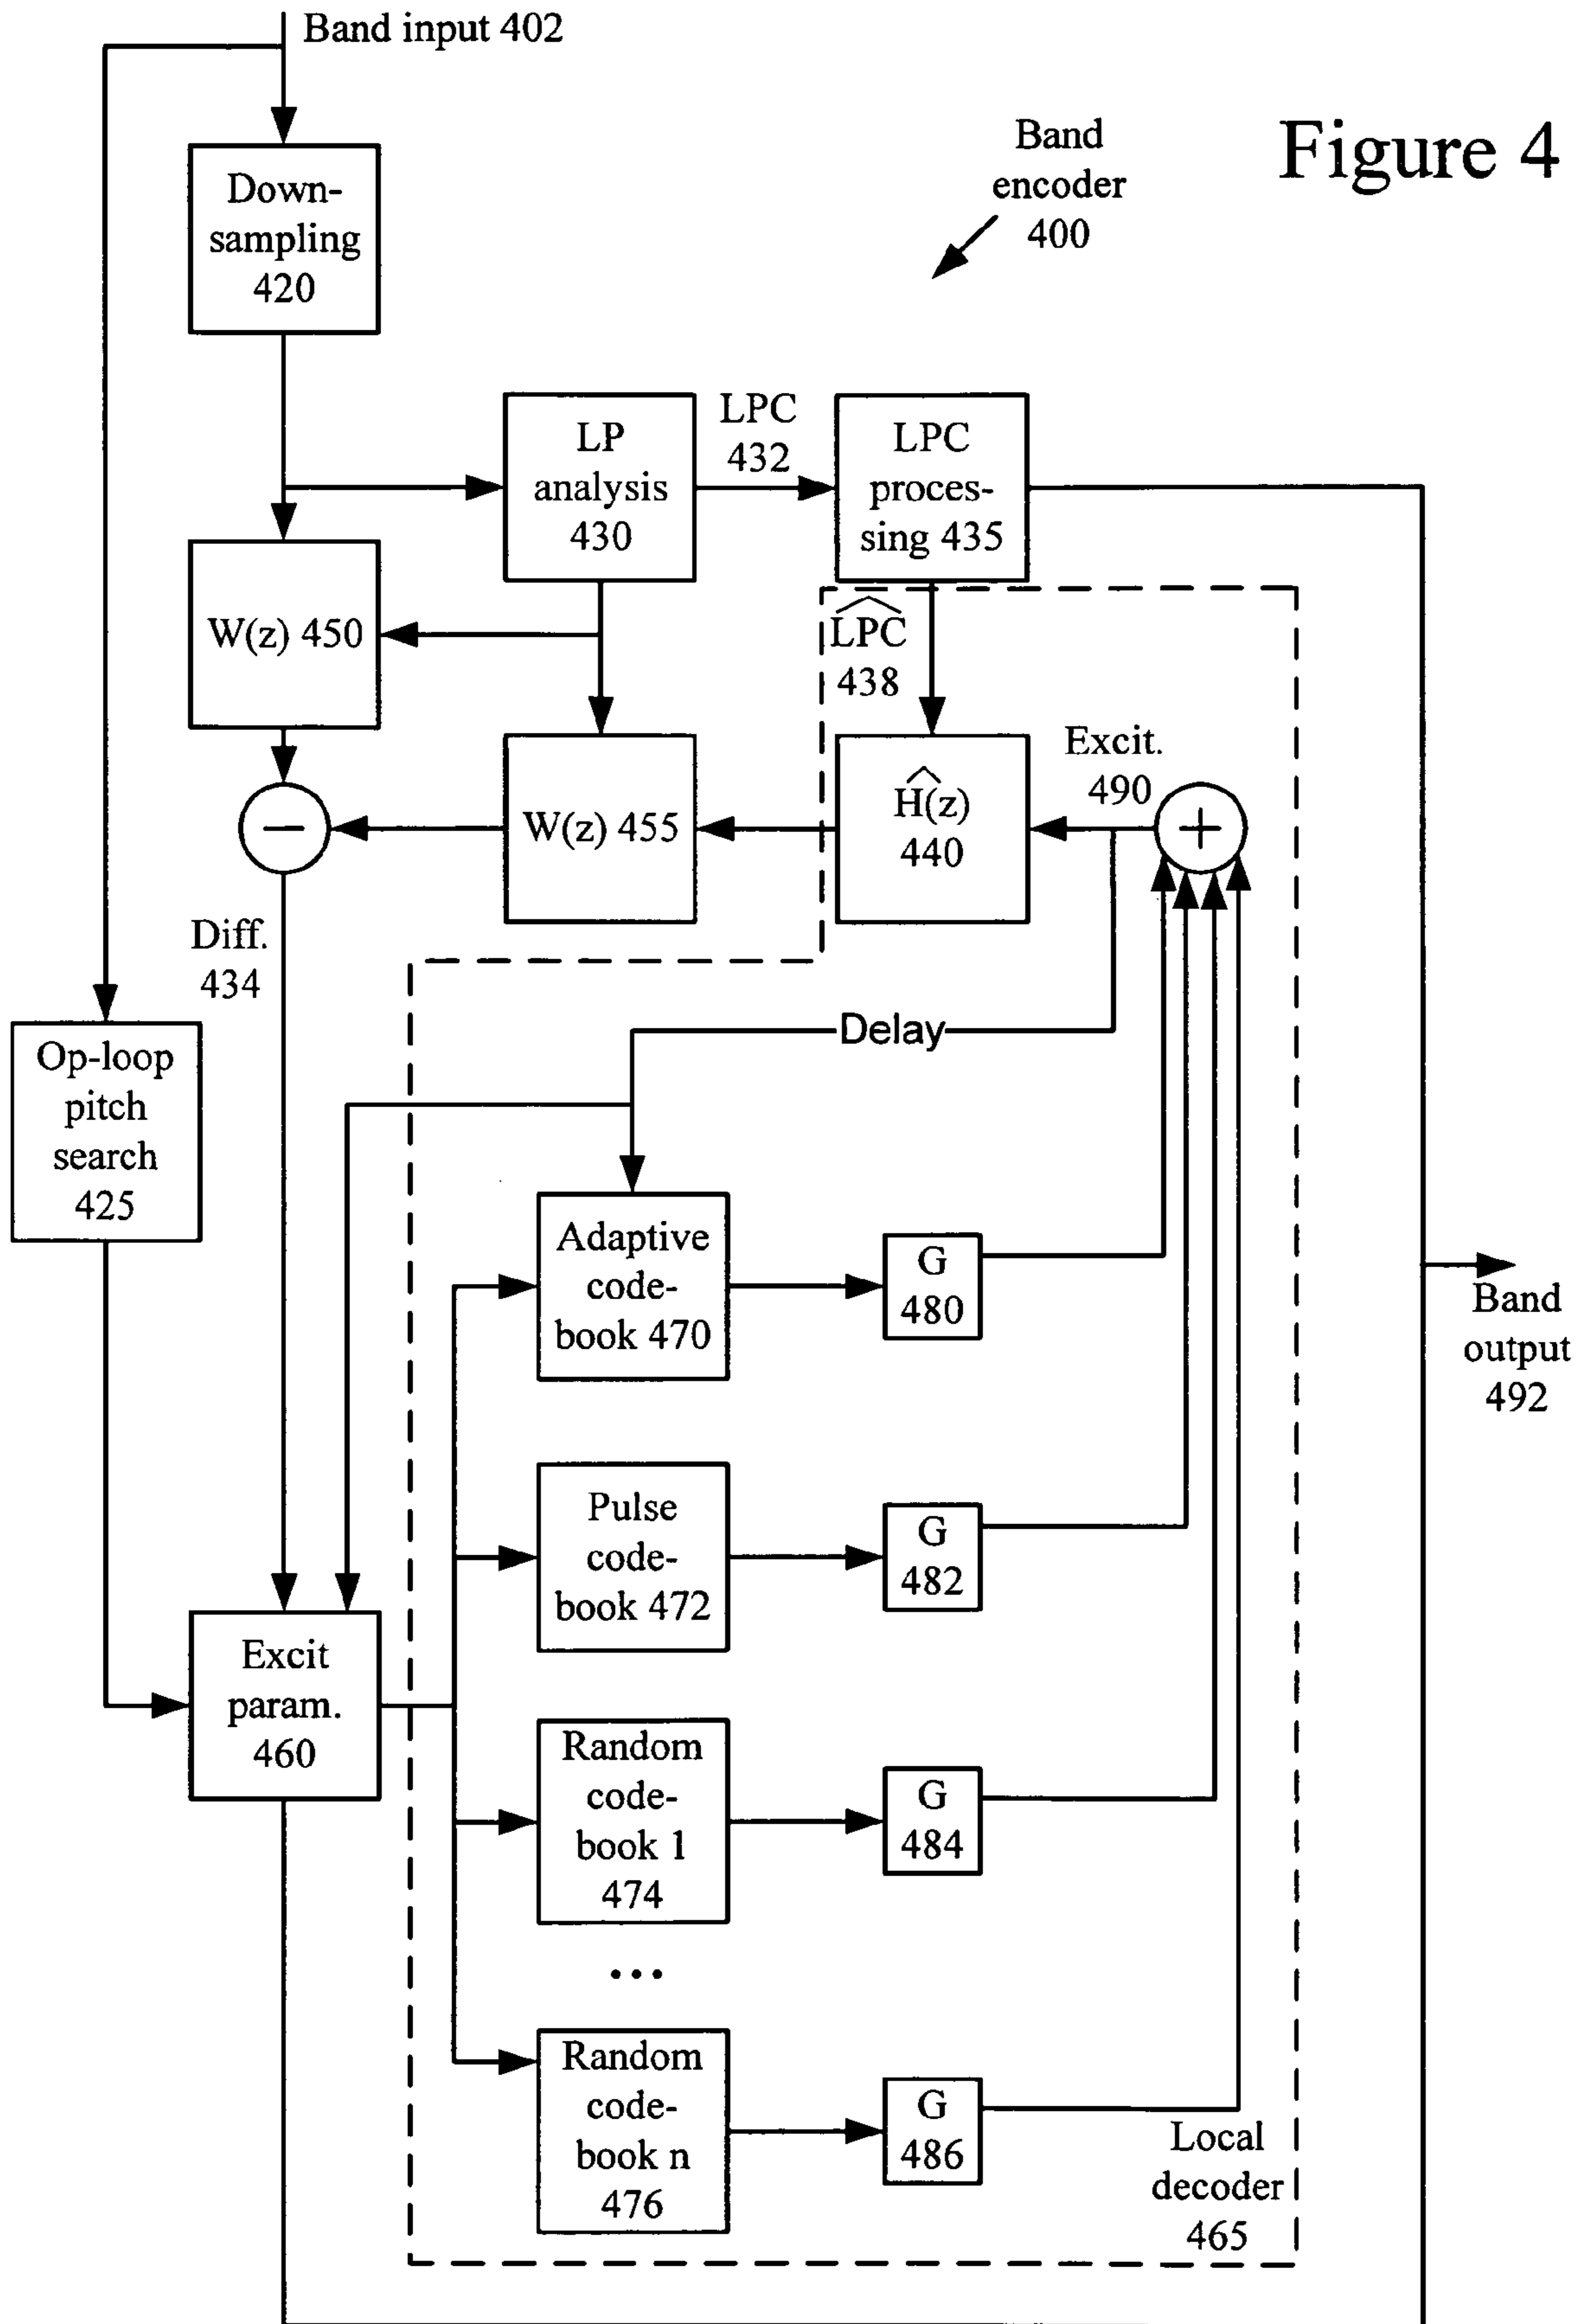 Band input 402
Figure 4
Band
encoder
400
Down-
sampling
420
LP
analysis
430
LPC
432
LPC
proces-
sing 435
W(z) 450
LPC
438
W(z) 455
H(z)
440
Excit.
490
+
−
Diff.
434
Delay
Op-loop
pitch
search
425
Adaptive
code-
book 470
G
480
Band
output
492
Pulse
code-
book 472
G
482
Excit
param.
460
Random
code-
book 1
474
G
484
...
Random
code-
book n
476
G
486
Local
decoder
465